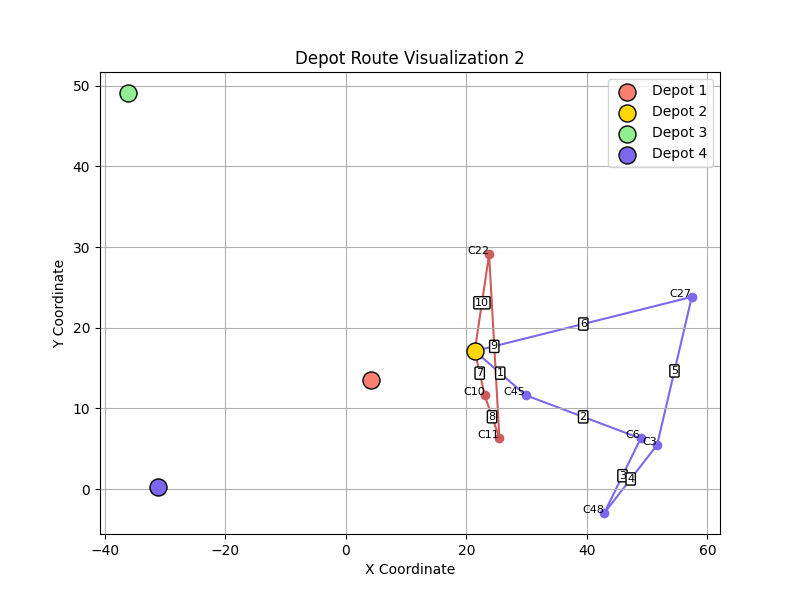 Depot Route Visualization 2
Depot 1
Depot 2
Depot 3
Depot 4
50
40
30
20
10
0
Y Coordinate
C22
10
C27
6
9
7
1
5
C10
C45
8
2
C11
C6
C3
3
4
C48
−40
−20
0
20
40
60
X Coordinate